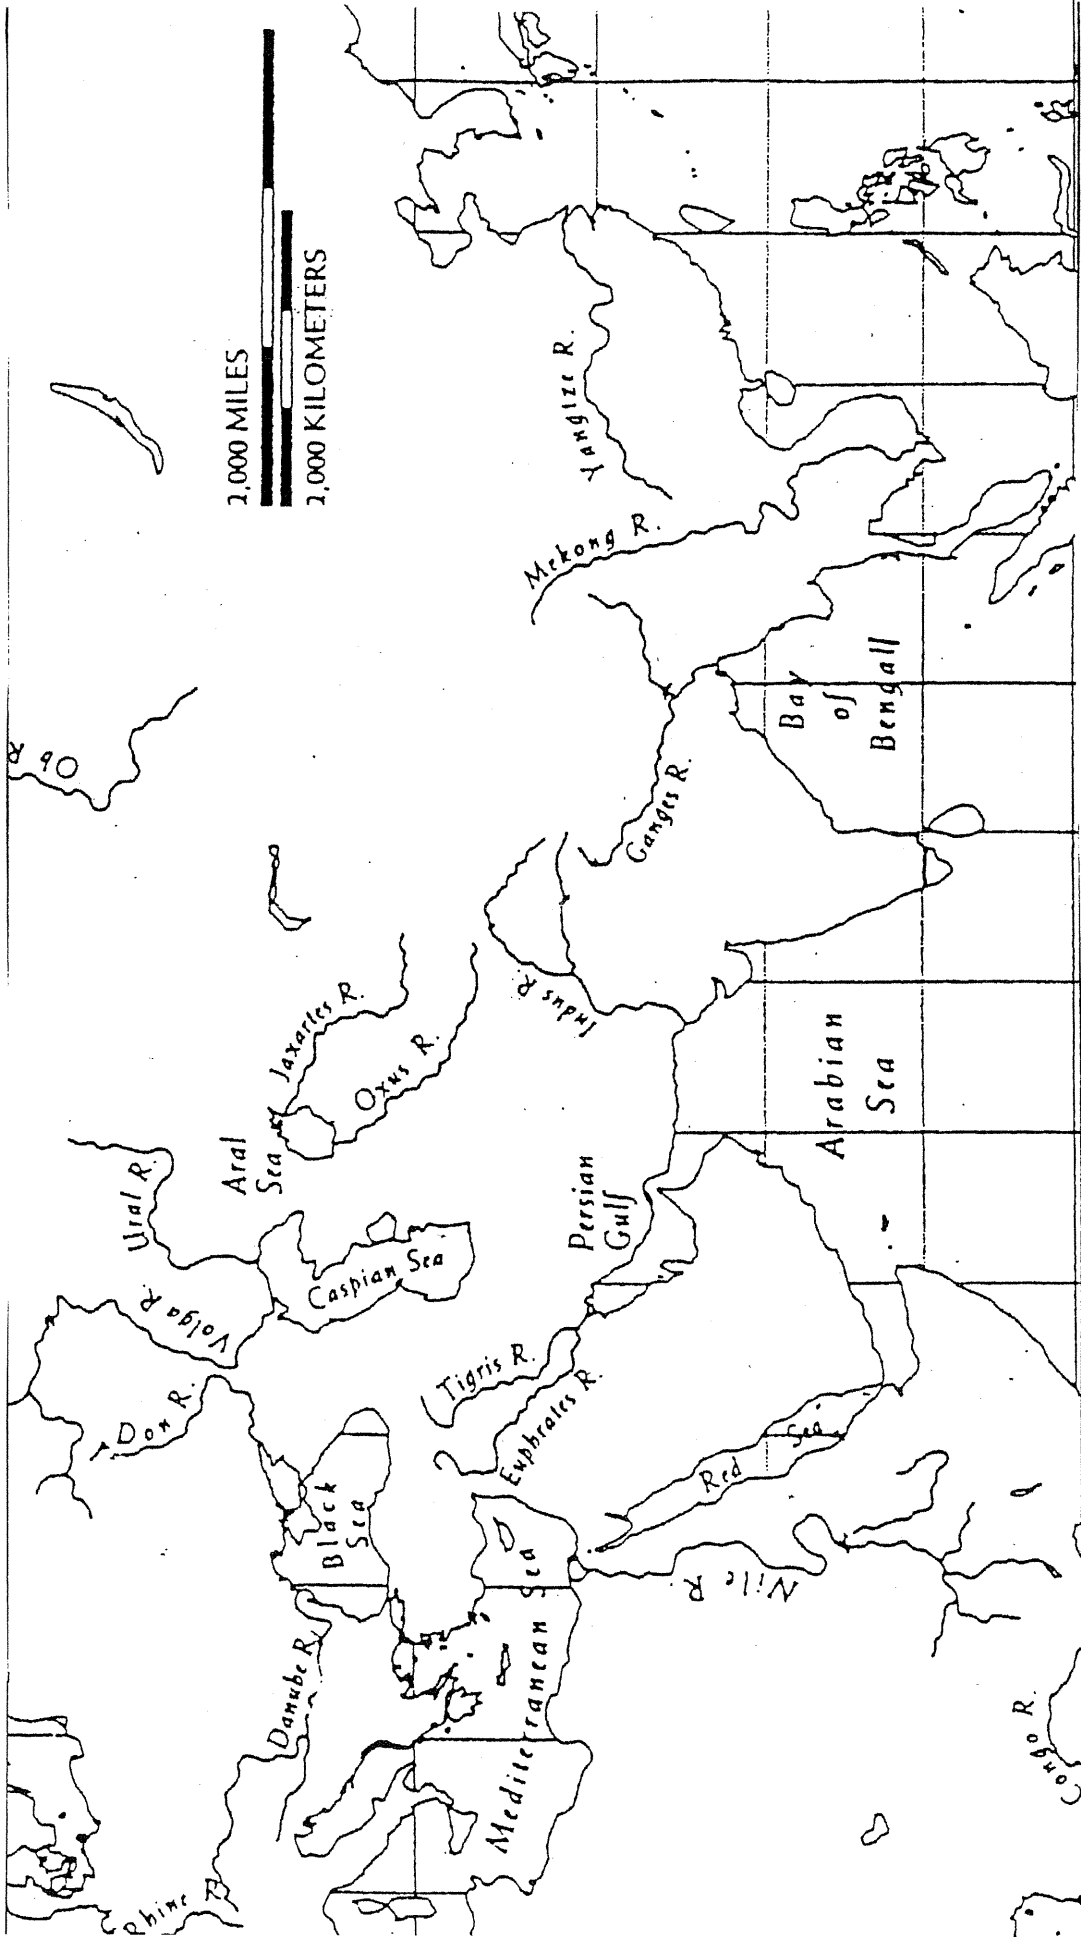 Rhine R
Danube R.
Don R.
Volga R.
Ural R.
Ob R
2,000 MILES
2,000 KILOMETERS
Aral
Sea
Jaxartes R.
Oxus R.
Black
Sea
Caspian Sea
Tigris R.
Euphrates R.
Mediterranean Sea
Persian
Gulf
Indus R.
Ganges R.
Mekong R.
Yangtze R.
Nile R.
Red
Sea
Arabian
Sea
Bay
of
Bengall
Congo R.